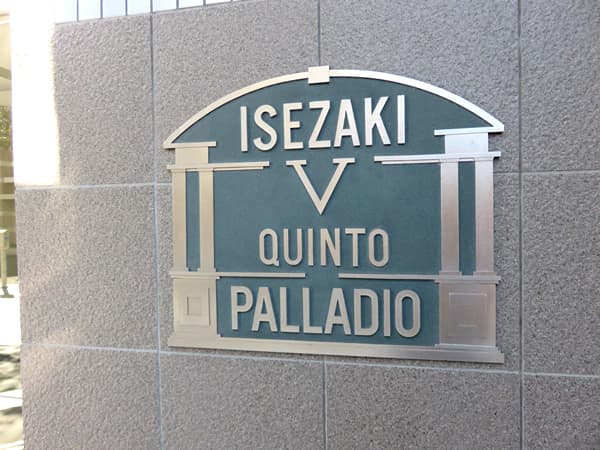 ISEZAKI
V
QUINTO
PALLADIO